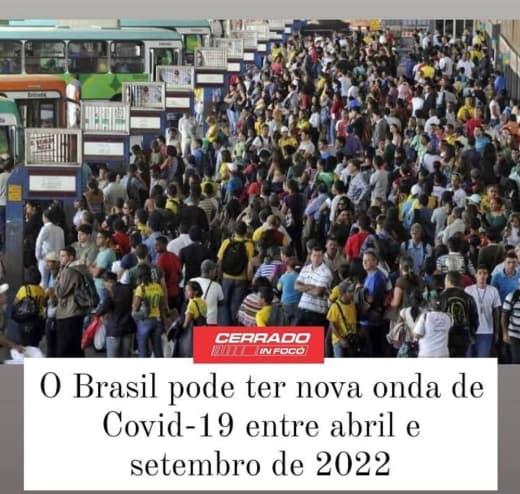 CERRADO
IN FOCO
O Brasil pode ter nova onda de
Covid-19 entre abril e
setembro de 2022